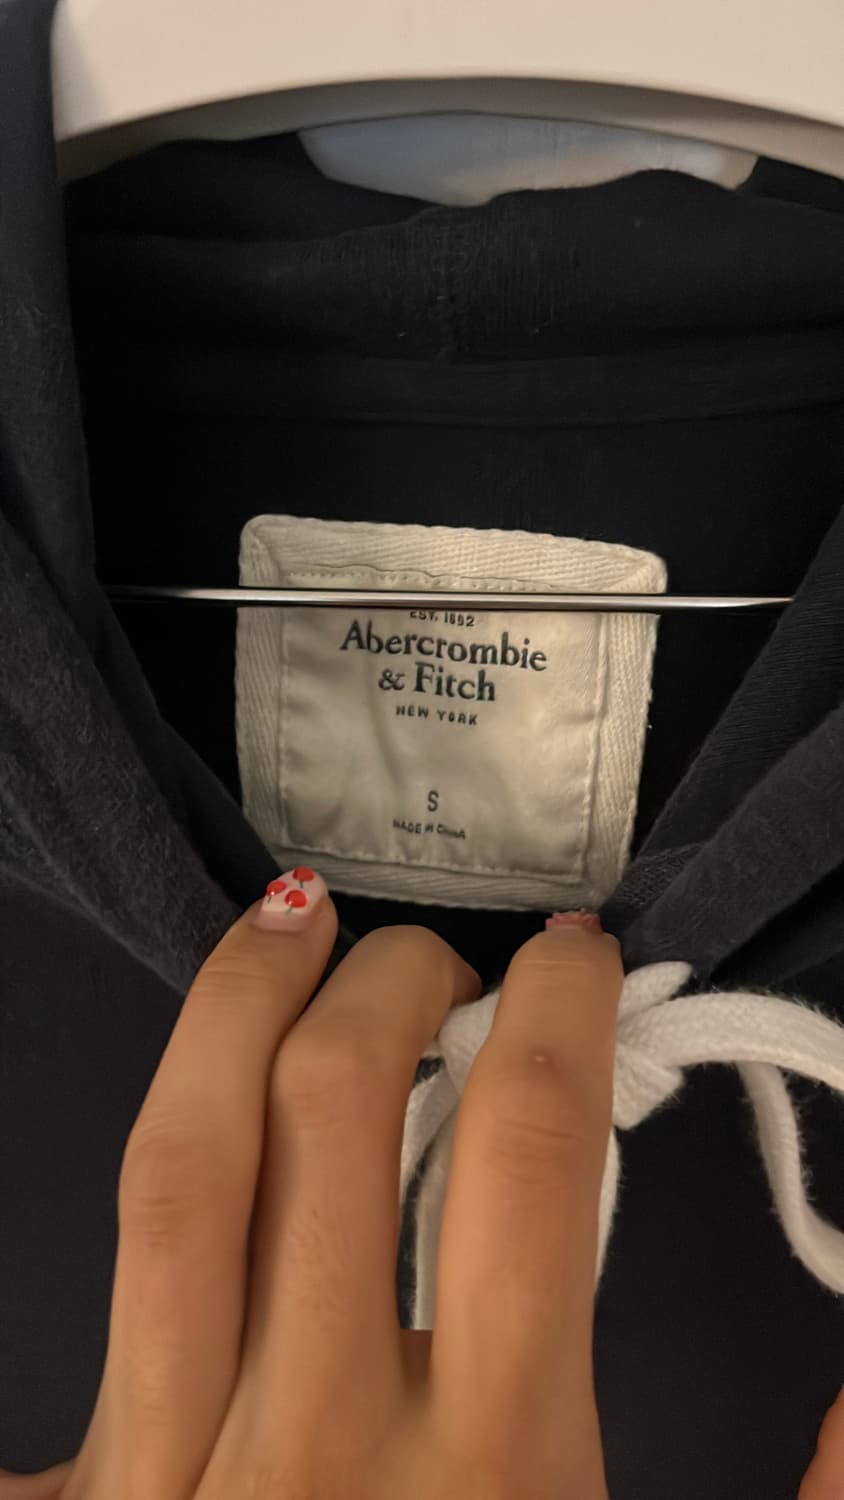 EST. 1892
Abercrombie
& Fitch
NEW YORK
S
MADE IN CHINA